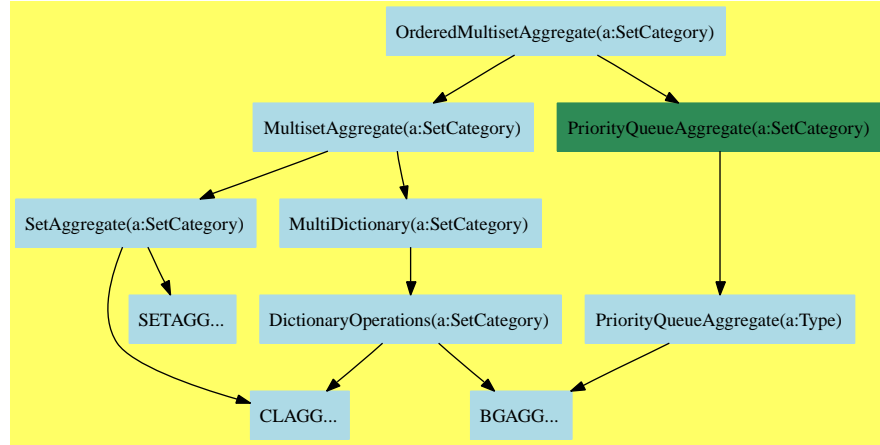 OrderedMultisetAggregate(a:SetCategory)
MultisetAggregate(a:SetCategory)
PriorityQueueAggregate(a:SetCategory)
SetAggregate(a:SetCategory)
MultiDictionary(a:SetCategory)
SETAGG...
DictionaryOperations(a:SetCategory)
PriorityQueueAggregate(a:Type)
CLAGG...
BGAGG...